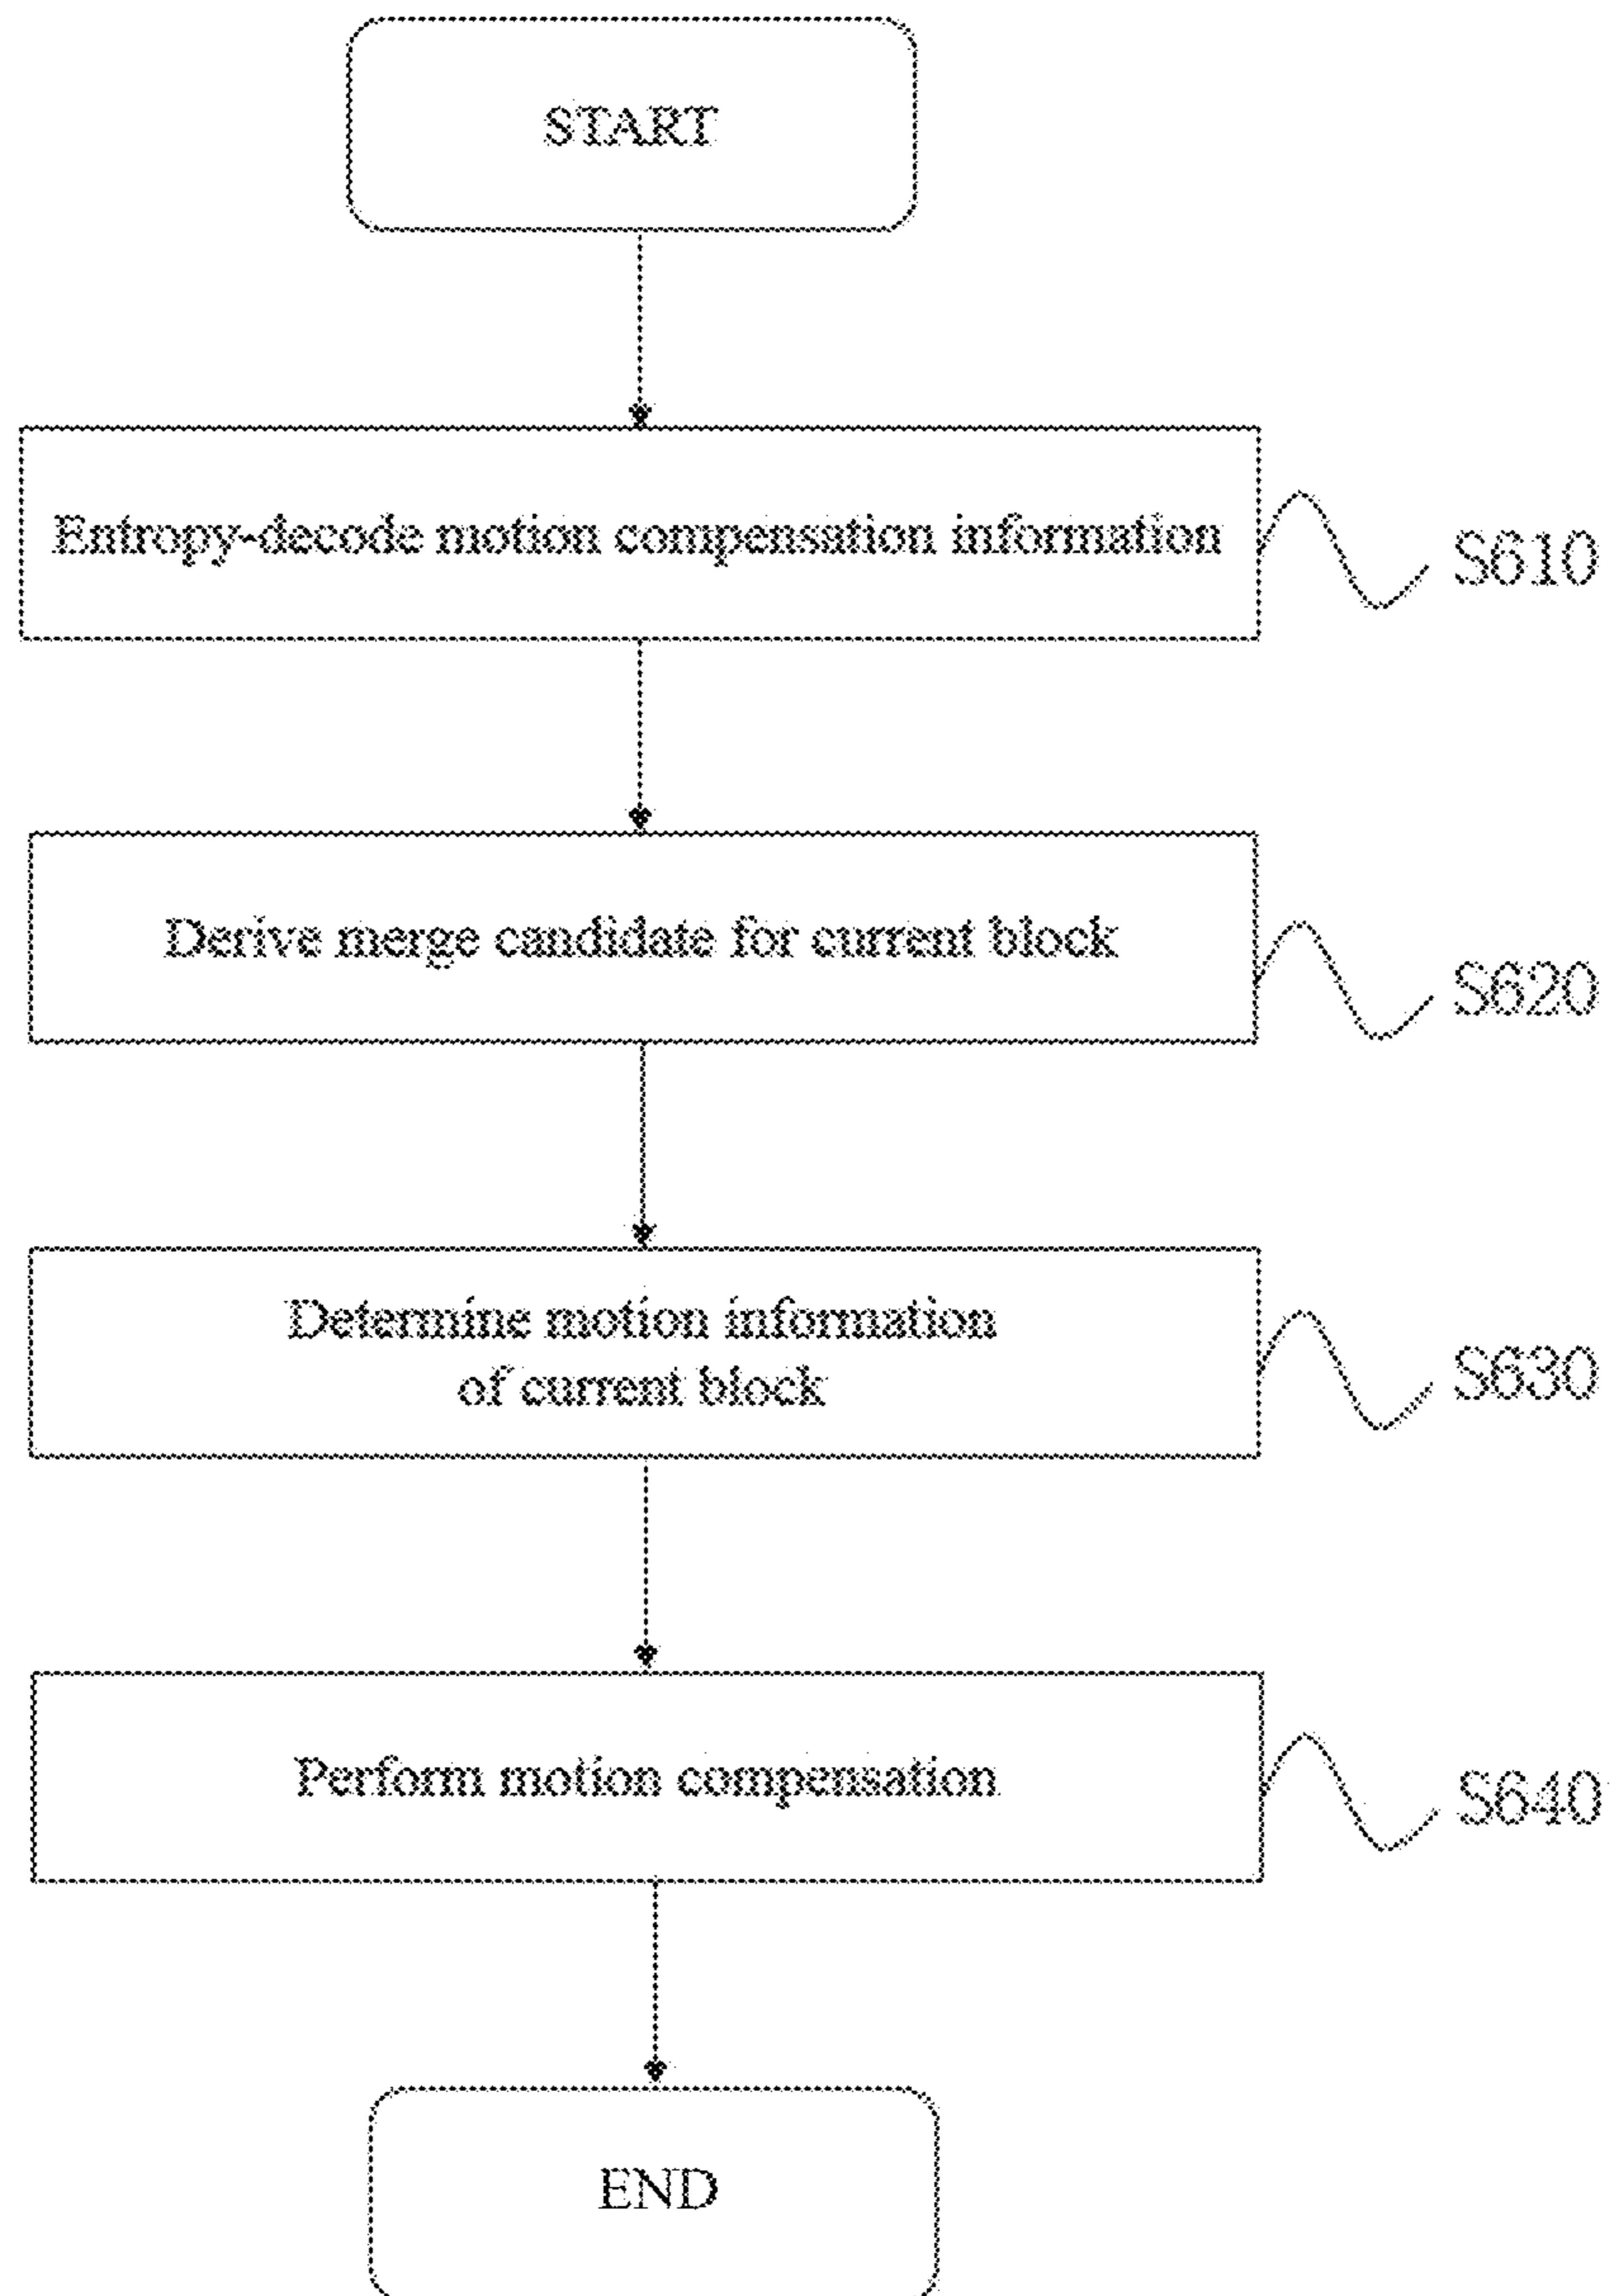 START
Entropy-decode motion compensation information
S610
Derive merge candidate for current block
S620
Determine motion information
of current block
S630
Perform motion compensation
S640
END